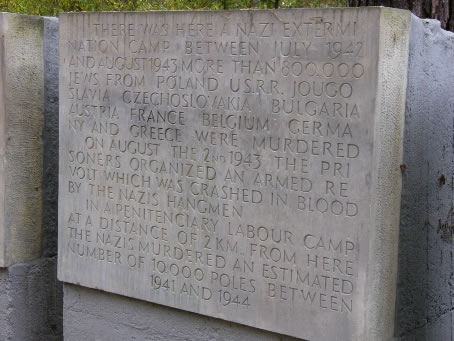 THERE WAS HERE A NAZI EXTERMI
NATION CAMP BETWEEN JULY 1942
AND AUGUST 1943 MORE THAN 800.000
JEWS FROM POLAND U.S.R.R. JOUGO
SLAVIA CZECHOSLOVAKIA BULGARIA
AUSTRIA FRANCE BELGIUM GERMA
NY AND GREECE WERE MURDERED
ON AUGUST THE 2ND 1943 THE PRI
SONERS ORGANIZED AN ARMED RE
VOLT WHICH WAS CRASHED IN BLOOD
BY THE NAZIS HANGMEN
IN A PENITENCIARY LABOUR CAMP
AT A DISTANCE OF 2 KM. FROM HERE
THE NAZIS MURDERED AN ESTIMATED
NUMBER OF 10.000 POLES BETWEEN
1941 AND 1944